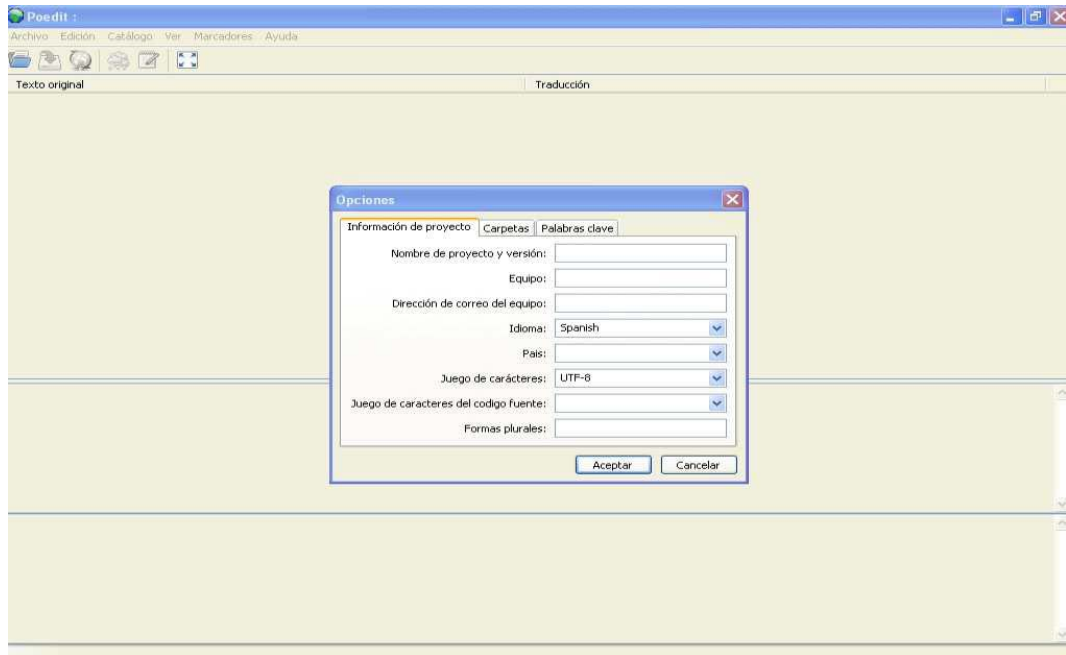 Poedit :
Archivo Edición Catálogo Ver Marcadores Ayuda
Texto original Traducción
Opciones
Información de proyecto Carpetas Palabras clave
Nombre de proyecto y versión:
Equipo:
Dirección de correo del equipo:
Idioma: Spanish
Pais:
Juego de carácteres: UTF-8
Juego de caracteres del codigo fuente:
Formas plurales:
Aceptar Cancelar